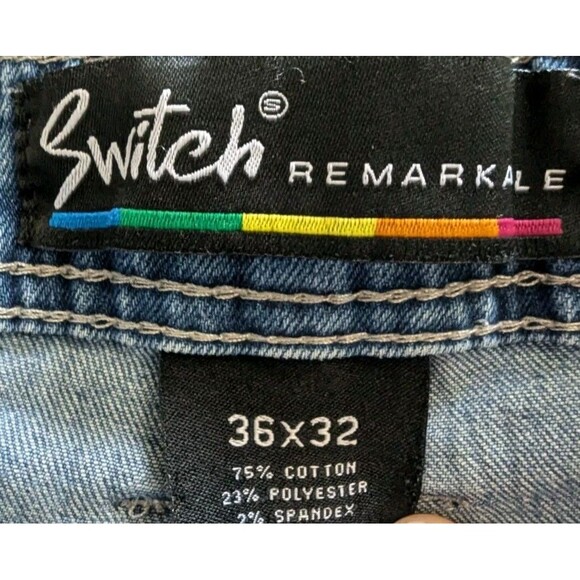 Switch Ⓢ
REMARKALE
36X32
75% COTTON
23% POLYESTER
2% SPANDEX